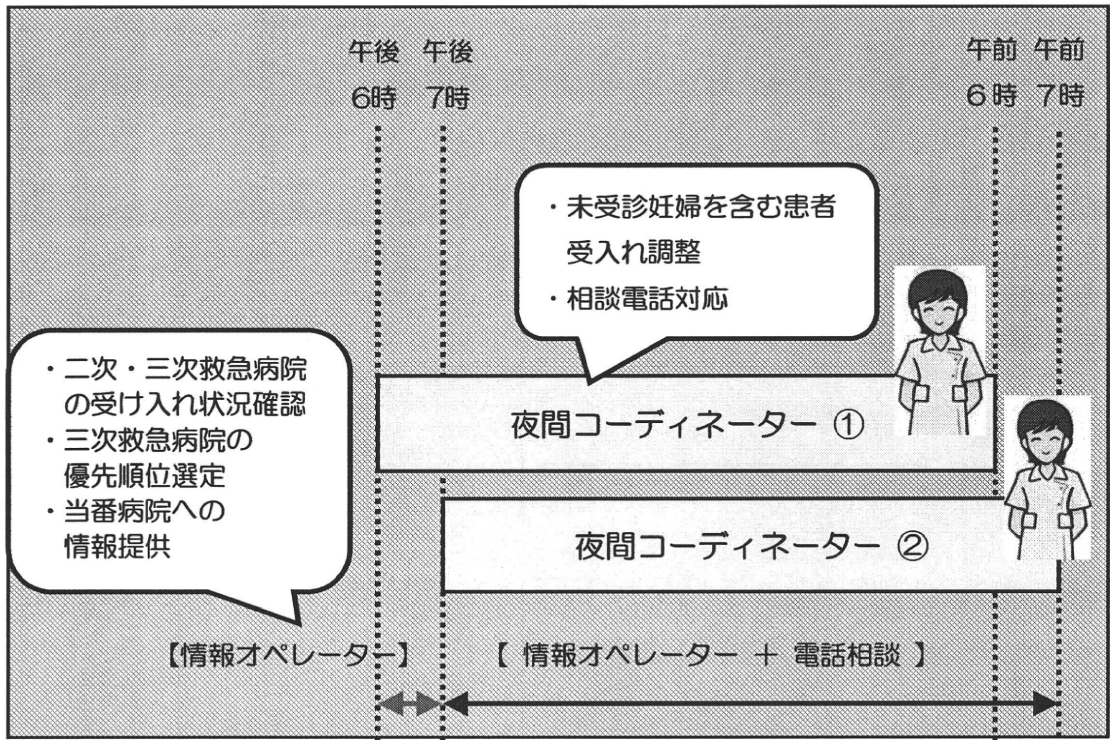 午後 午後 午前 午前
6時 7時 6時 7時
・未受診妊婦を含む患者
受入れ調整
・相談電話対応
・二次・三次救急病院
の受け入れ状況確認
・三次救急病院の
優先順位選定
・当番病院への
情報提供
夜間コーディネーター ①
夜間コーディネーター ②
【情報オペレーター】 【 情報オペレーター ＋ 電話相談 】